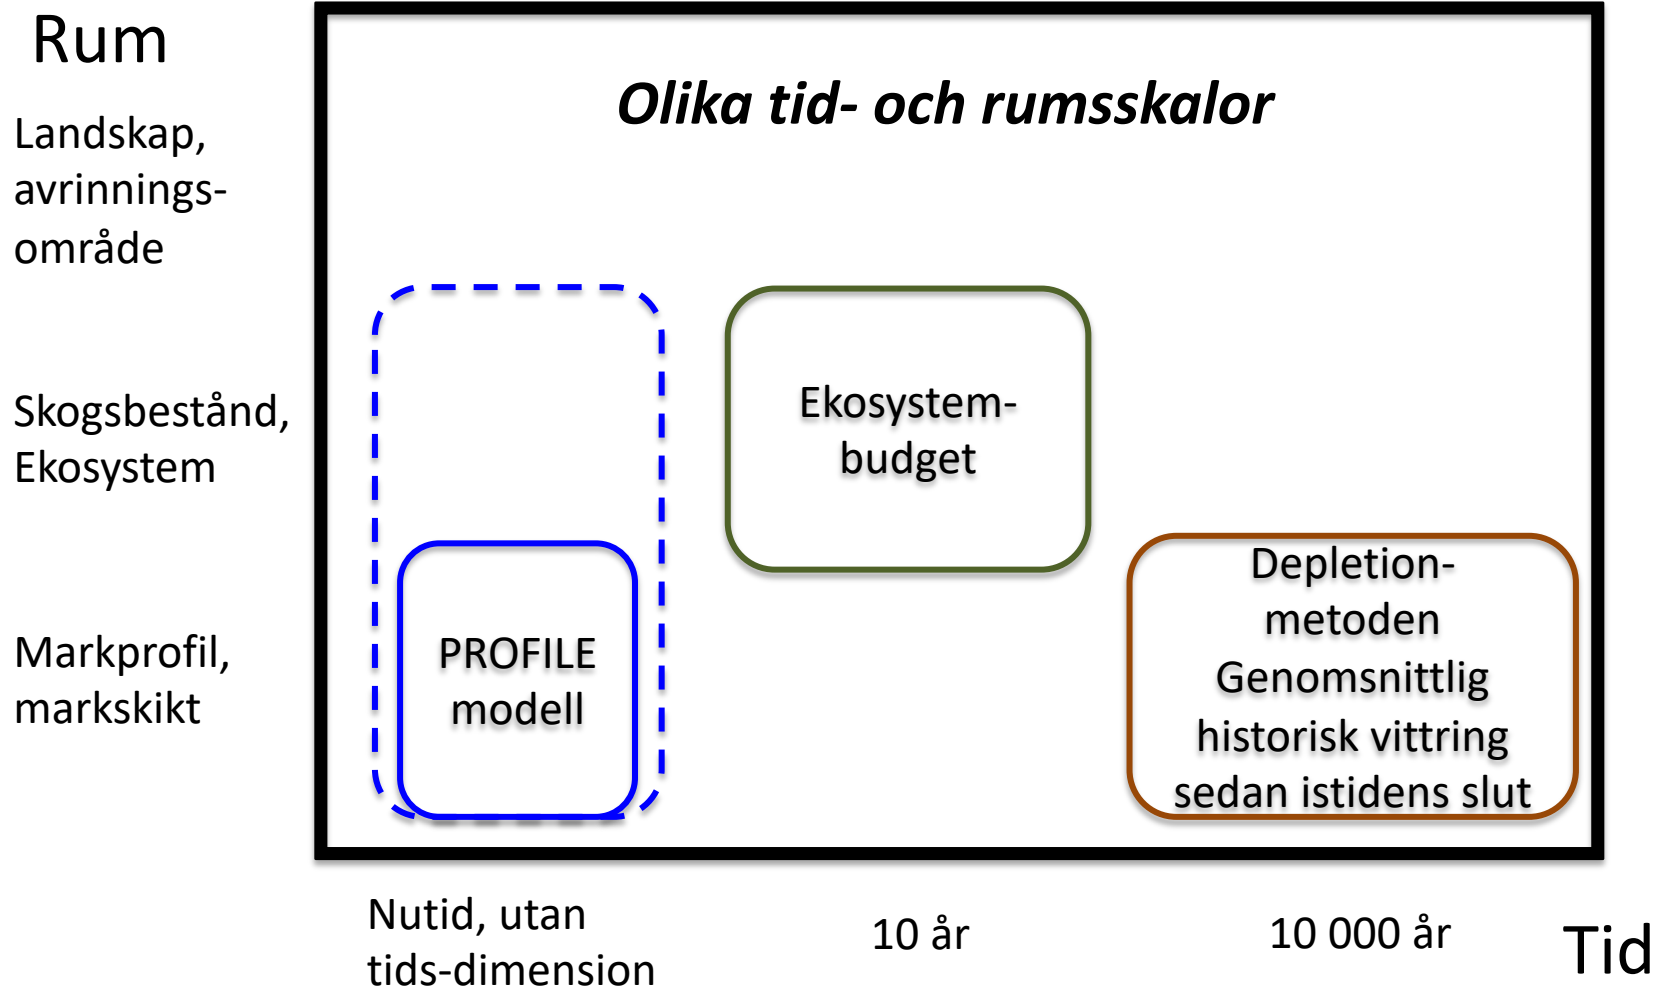 Rum
Olika tid- och rumsskalor
Landskap,
avrinnings-
område
Skogsbestånd,
Ekosystem
Ekosystem-
budget
Markprofil,
markskikt
PROFILE
modell
Depletion-
metoden
Genomsnittlig
historisk vittring
sedan istidens slut
Nutid, utan
tids-dimension
10 år
10 000 år
Tid